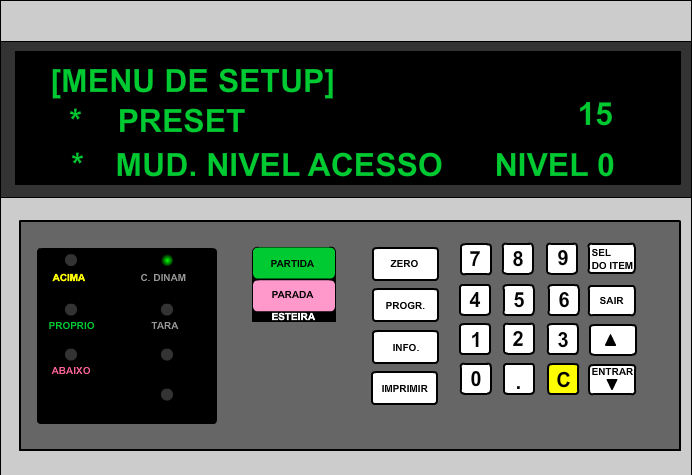 [MENU DE SETUP]
* PRESET 15
* MUD. NIVEL ACESSO NIVEL 0
ACIMA
C. DINAM
PROPRIO
TARA
ABAIXO
PARTIDA
PARADA
ESTEIRA
ZERO
PROGR.
INFO.
IMPRIMIR
7 8 9 SEL
DO ITEM
4 5 6 SAIR
1 2 3 ▲
0 . C ENTRAR
▼